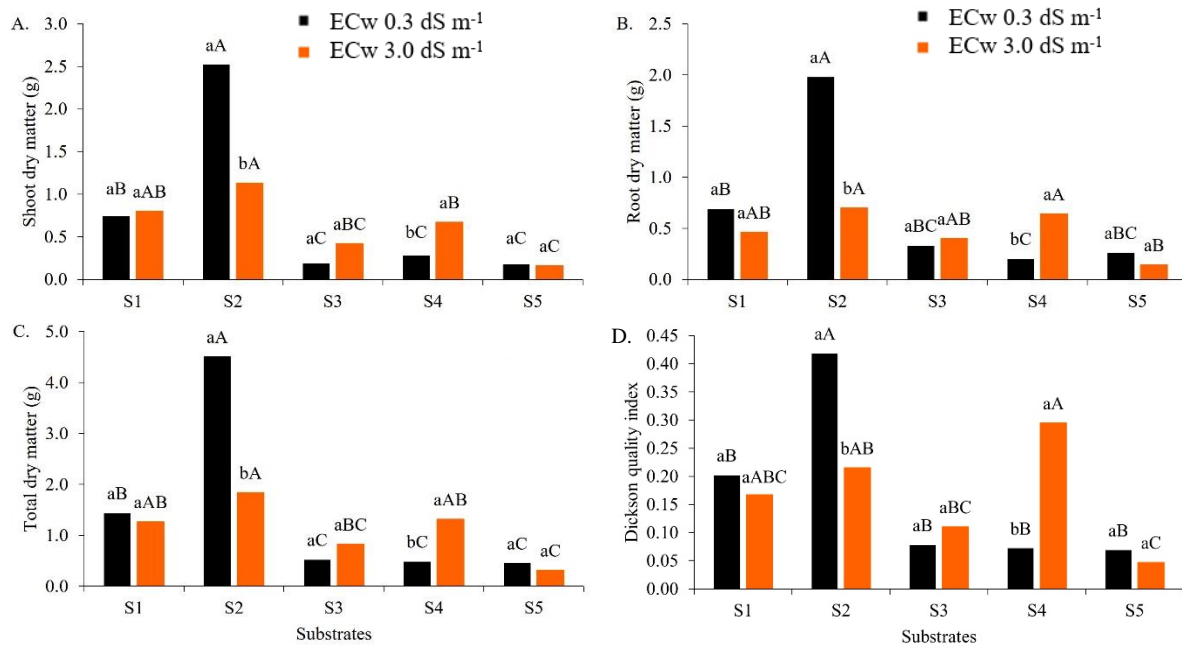 A.
ECw 0.3 dS m-1
ECw 3.0 dS m-1
Shoot dry matter (g)
3.0
2.5
2.0
1.5
1.0
0.5
0.0
aB aAB aA bA aC aBC bC aB aC aC
S1 S2 S3 S4 S5
B.
ECw 0.3 dS m-1
ECw 3.0 dS m-1
Root dry matter (g)
2.5
2.0
1.5
1.0
0.5
0.0
aB aAB aA bA aBC aAB bC aA aBC aB
S1 S2 S3 S4 S5
C.
Total dry matter (g)
5.0
4.0
3.0
2.0
1.0
0.0
aB aAB aA bA aC aBC bC aAB aC aC
S1 S2 S3 S4 S5
Substrates
D.
Dickson quality index
0.45
0.40
0.35
0.30
0.25
0.20
0.15
0.10
0.05
0.00
aB aABC aA bAB aB aBC bB aA aB aC
S1 S2 S3 S4 S5
Substrates